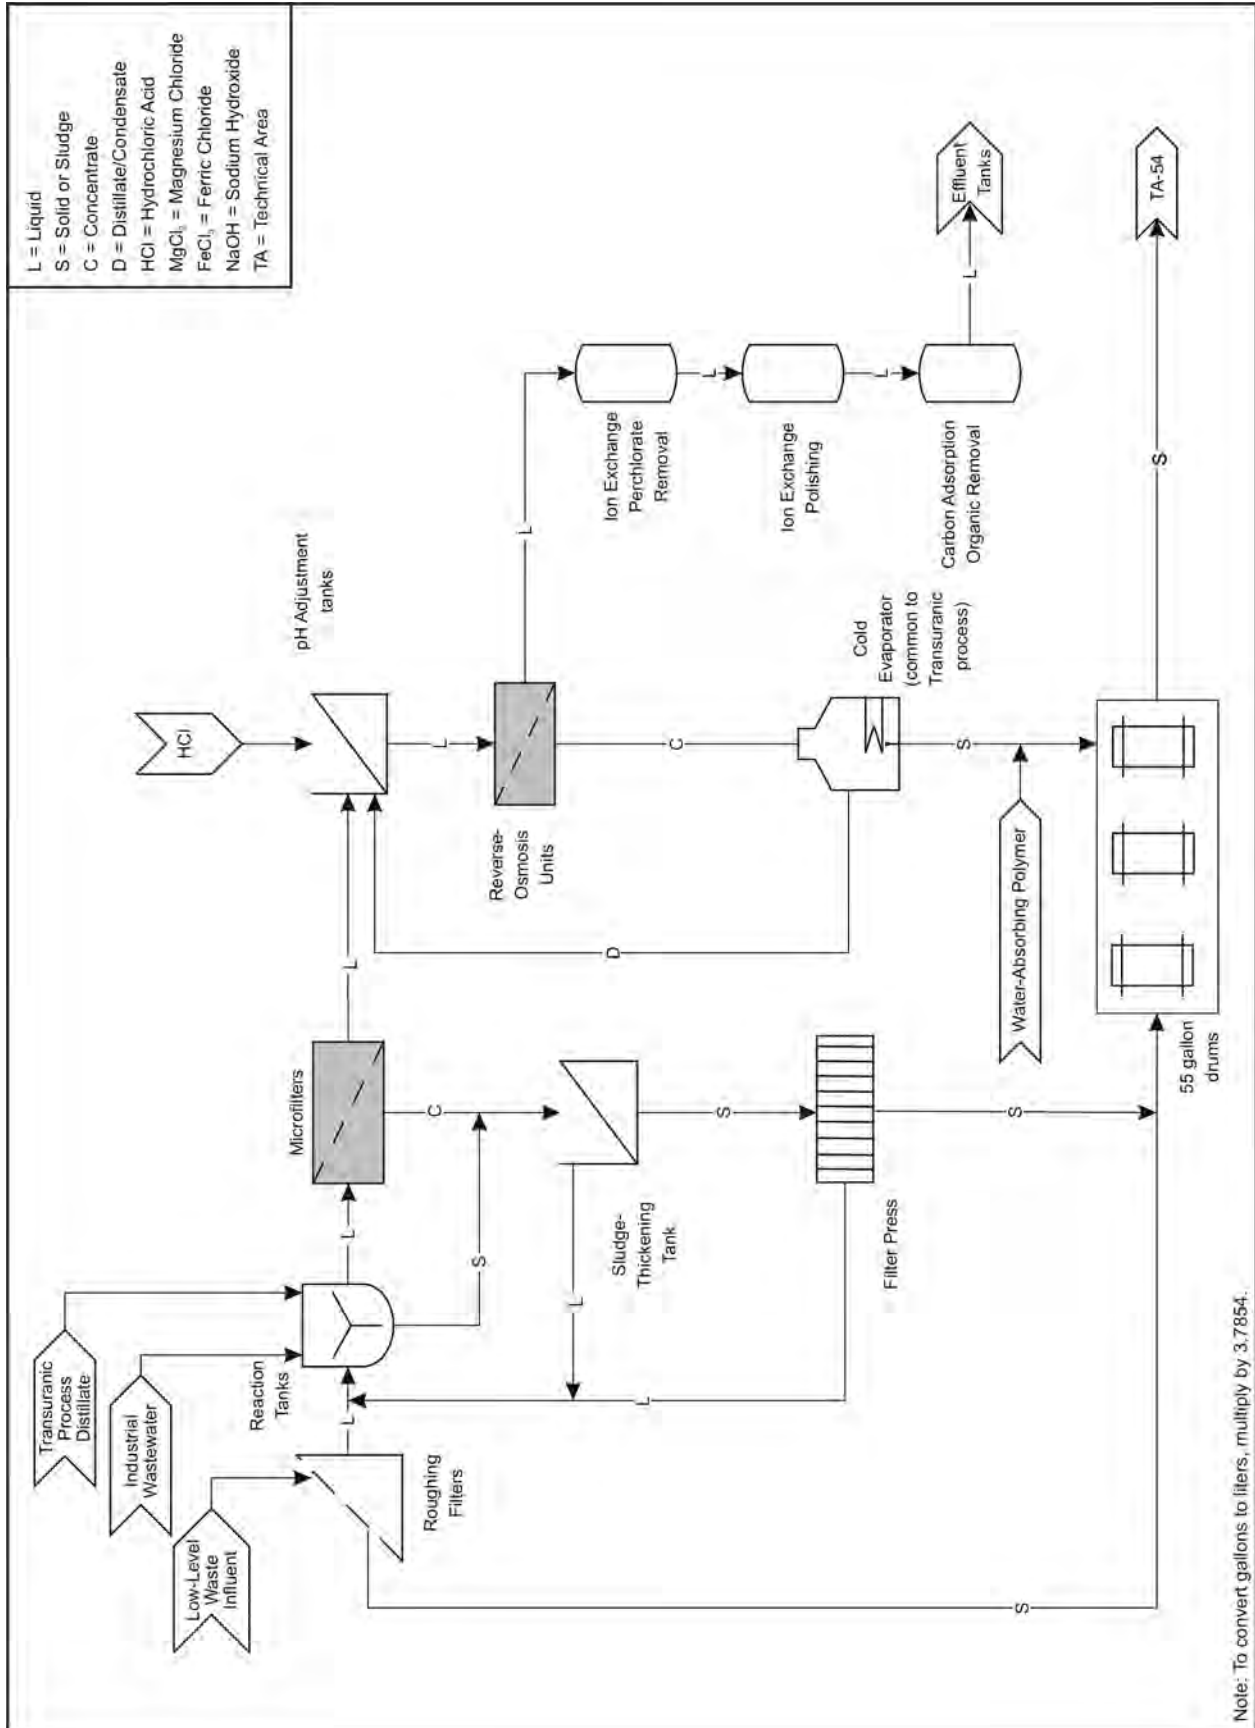 L = Liquid
S = Solid or Sludge
C = Concentrate
D = Distillate/Condensate
HCl = Hydrochloric Acid
MgCl₂ = Magnesium Chloride
FeCl₃ = Ferric Chloride
NaOH = Sodium Hydroxide
TA = Technical Area
Transuranic
Process
Distillate
Industrial
Wastewater
Low-Level
Waste
Influent
Reaction
Tanks
Roughing
Filters
L
L
S
Microfilters
L
C
S
Sludge-
Thickening
Tank
L
S
Filter Press
L
S
HCl
pH Adjustment
tanks
L
Reverse-
Osmosis
Units
L
C
D
Ion Exchange
Perchlorate
Removal
L
Ion Exchange
Polishing
L
Carbon Adsorption
Organic Removal
L
Effluent
Tanks
Cold
Evaporator
(common to
Transuranic
process)
S
Water-Absorbing Polymer
55 gallon
drums
S
TA-54
Note: To convert gallons to liters, multiply by 3.7854.